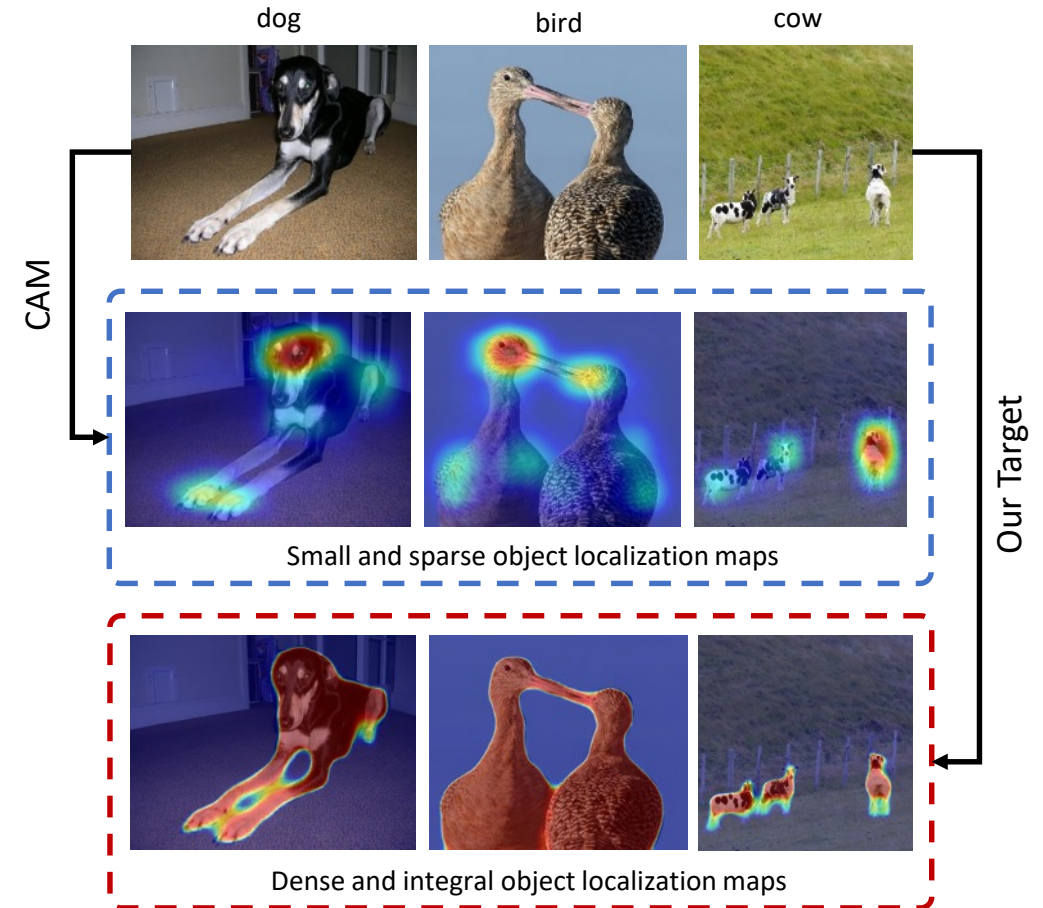 dog
bird
cow
CAM
Our Target
Small and sparse object localization maps
Dense and integral object localization maps